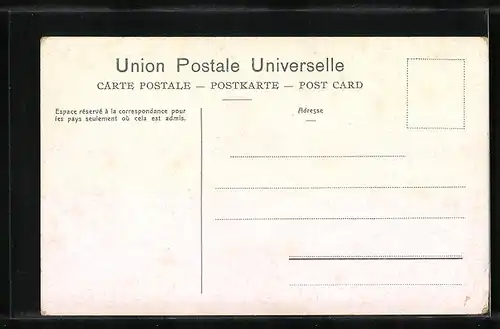 Union Postale Universelle
CARTE POSTALE — POSTKARTE — POST CARD
Espace réservé à la correspondance pour
les pays seulement où cela est admis.
Adresse